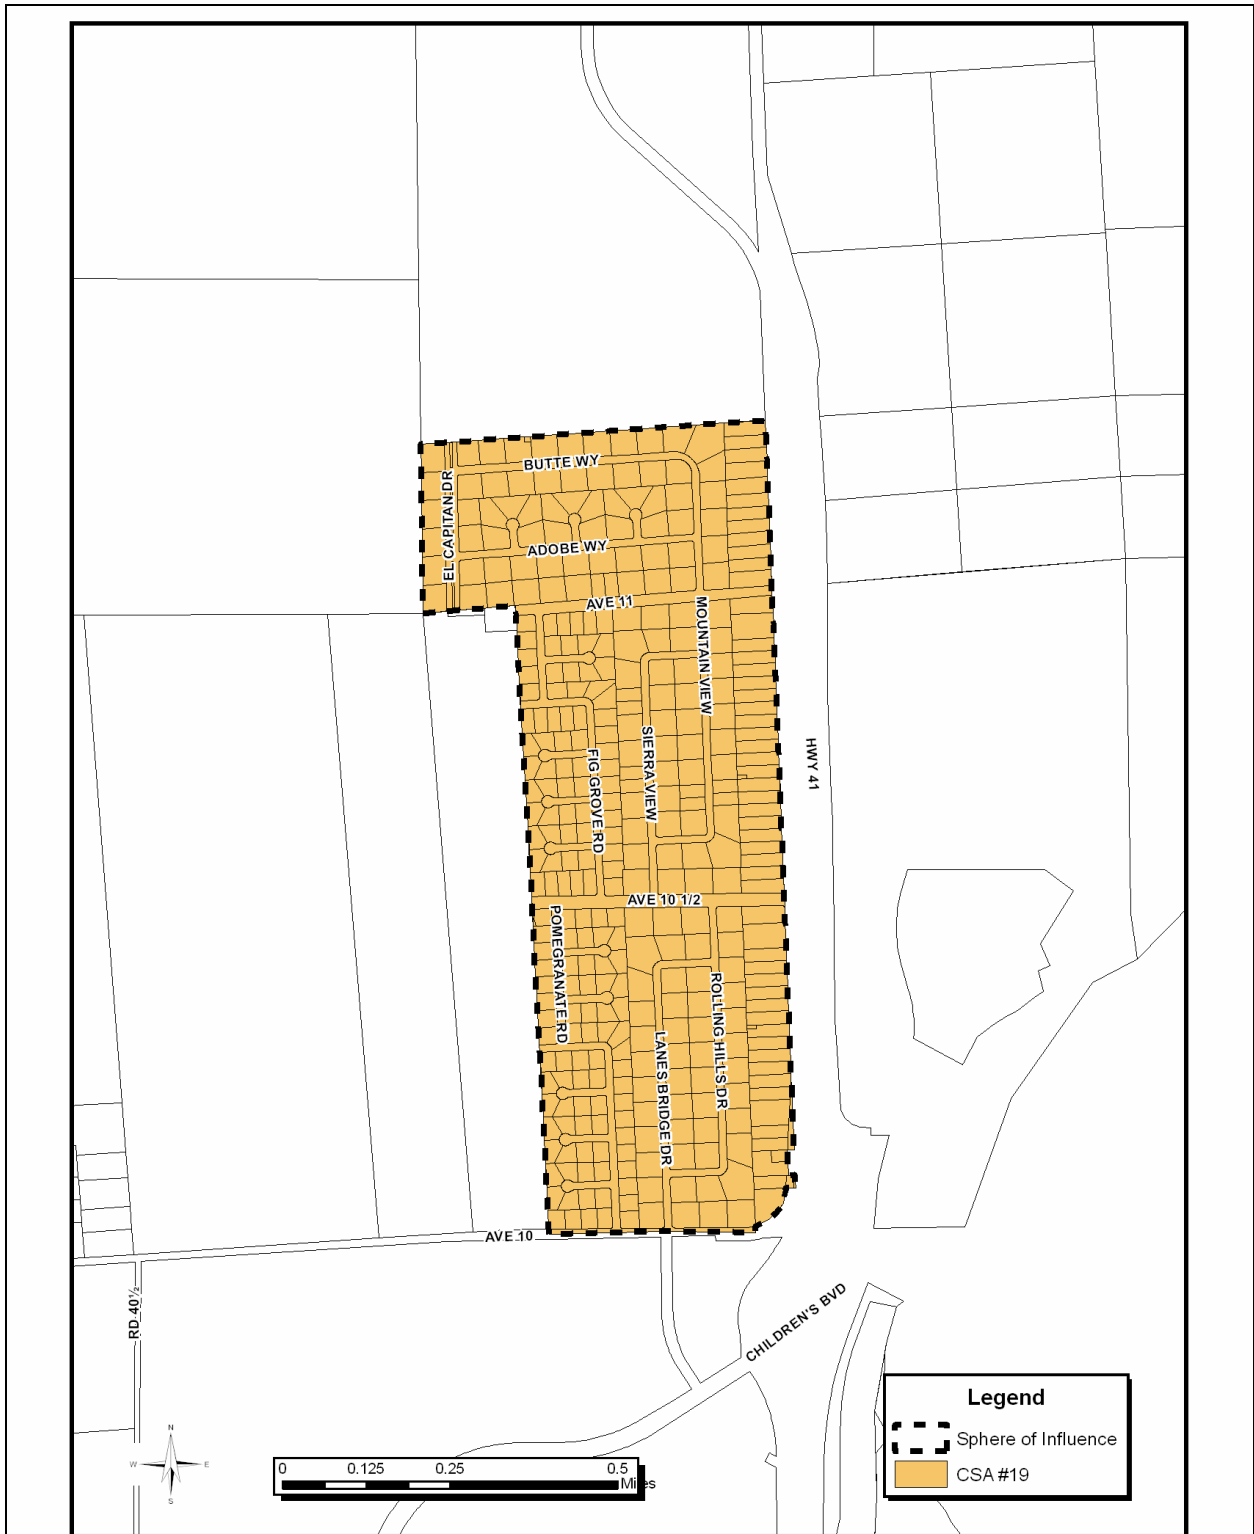 BUTTE WY
EL CAPITAN DR
ADOBE WY
AVE 11
MOUNTAIN VIEW
SIERRA VIEW
HWY 41
FIG GROVE RD
AVE 10 1/2
POMEGRANATE RD
ROLLING HILLS DR
LANES BRIDGE DR
AVE 10
RD 40½
CHILDREN'S BVD
N
W E
S
0 0.125 0.25 0.5
Miles
Legend
Sphere of Influence
CSA #19